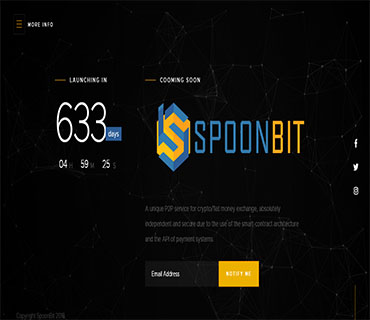 MORE INFO
LAUNCHING IN
COOMING SOON
633 days
04 H 59 M 25 S
SPOONBIT
A unique P2P service for crypto/fiat money exchange, absolutely
independent and secure due to the use of the smart-contract architecture
and the API of payment systems.
Email Address
NOTIFY ME
Copyright SpoonBit